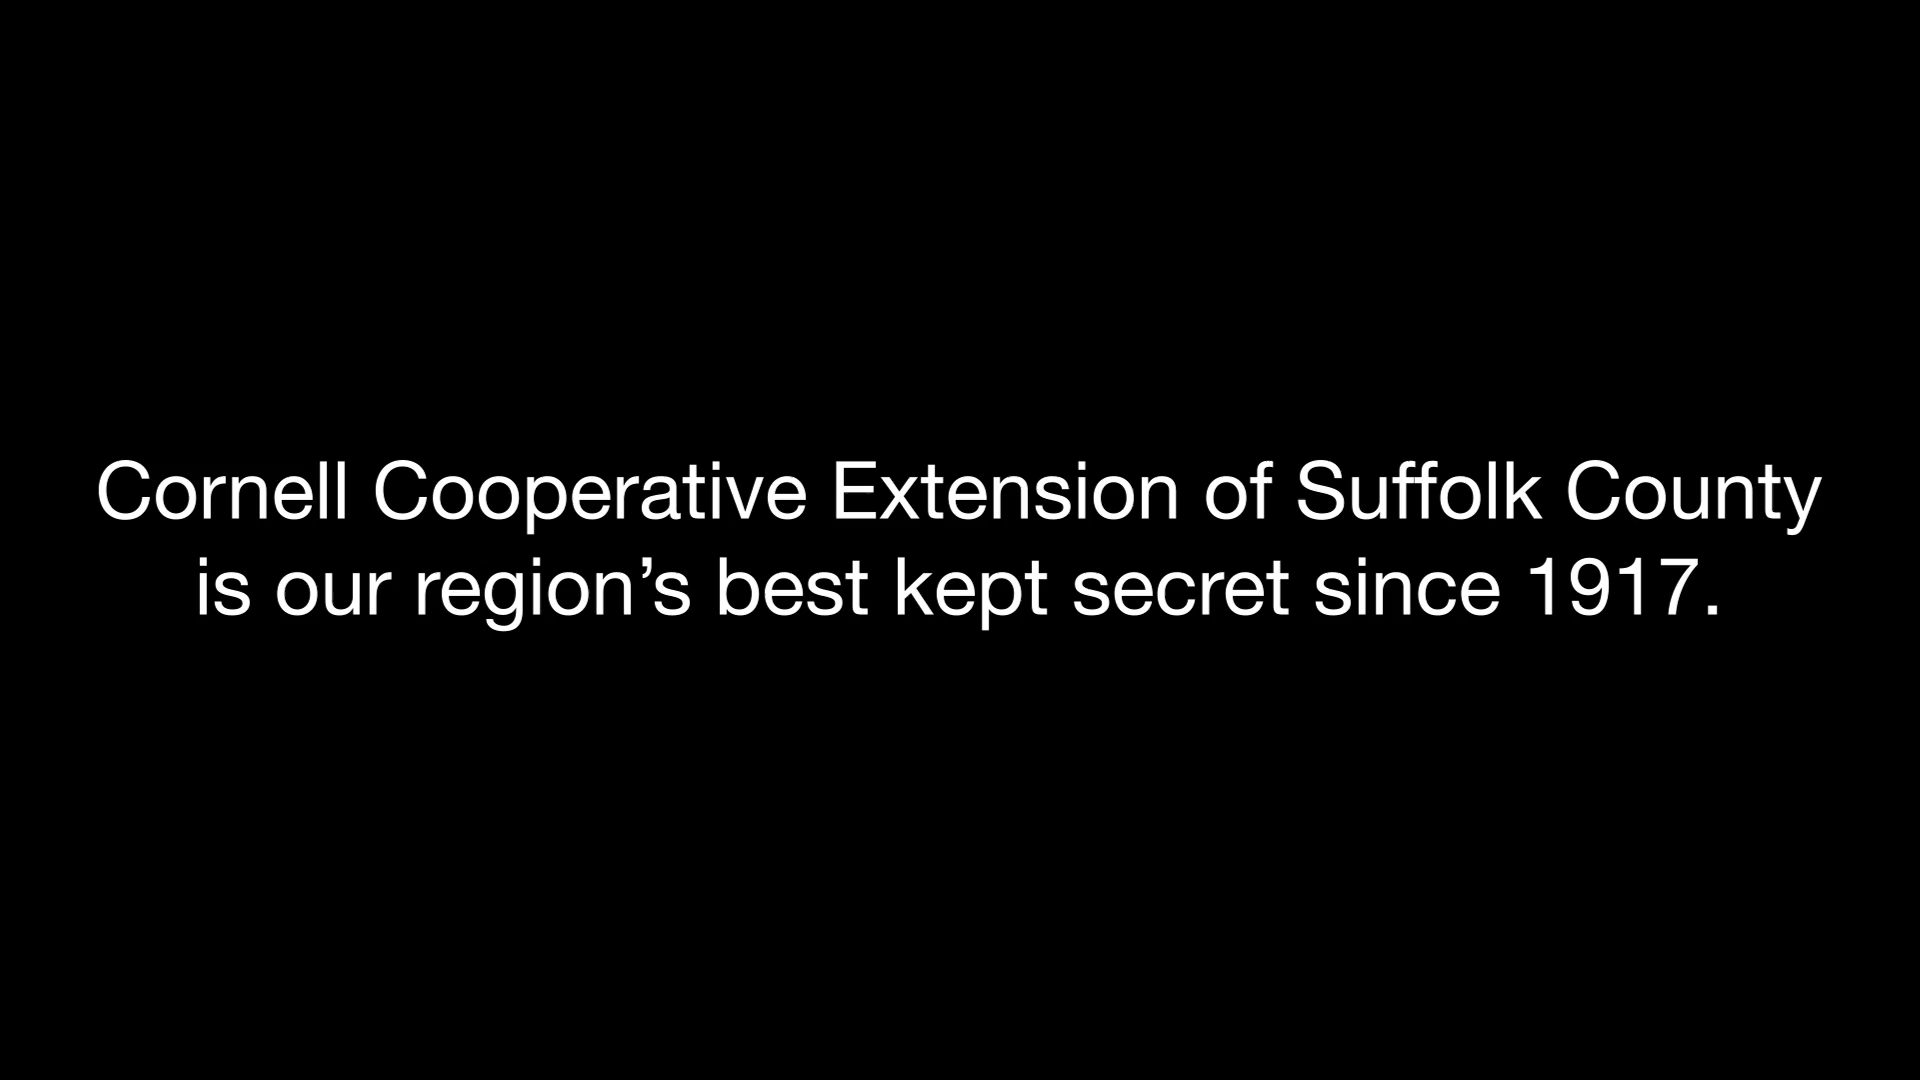 Cornell Cooperative Extension of Suffolk County
is our region’s best kept secret since 1917.